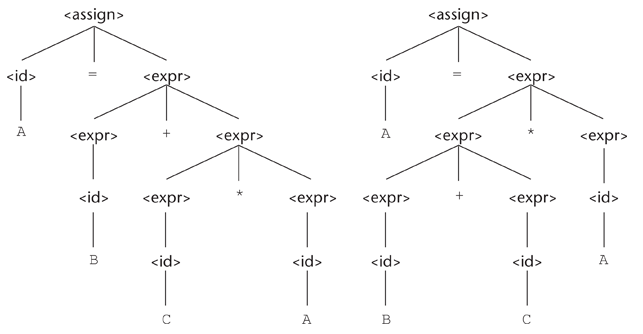 <assign> <assign>
<id> = <expr> <id> = <expr>
A <expr> + <expr> A <expr> * <expr>
<id> <expr> * <expr> <expr> + <expr> <id>
B <id> <id> <id> <id> A
C A B C